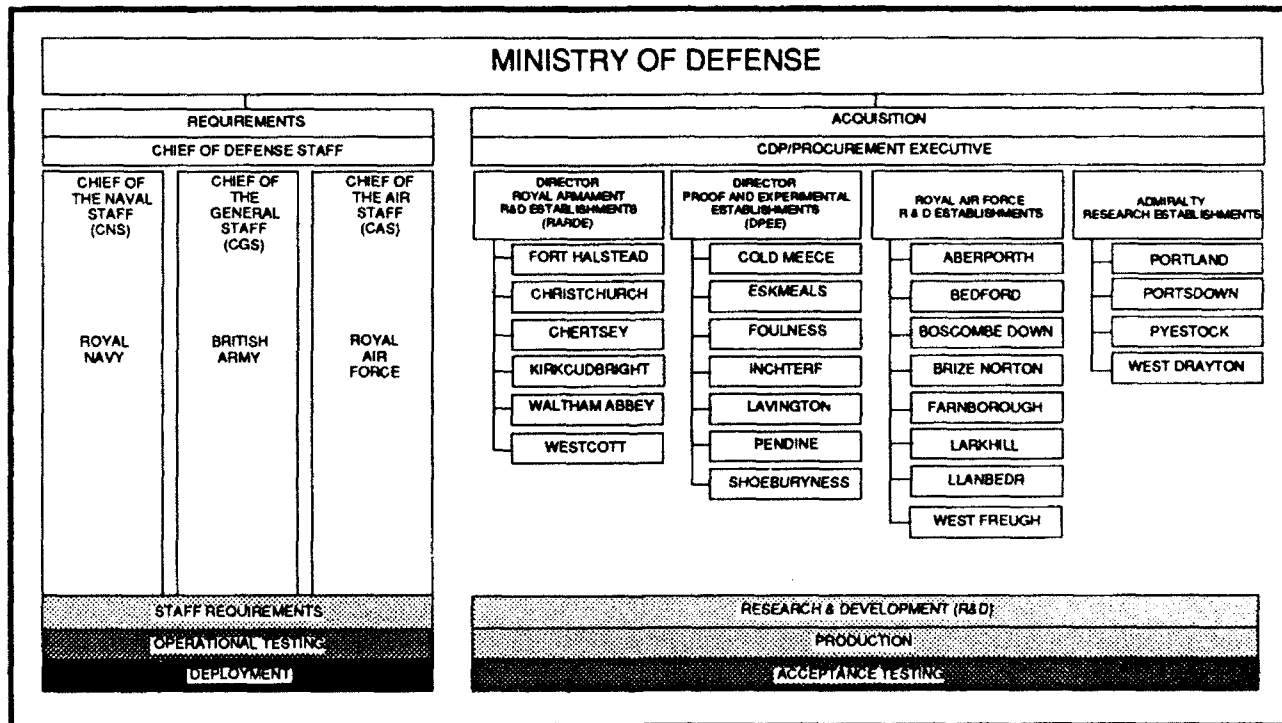 MINISTRY OF DEFENSE
REQUIREMENTS
CHIEF OF DEFENSE STAFF
CHIEF OF
THE NAVAL
STAFF
(CNS)
ROYAL
NAVY
CHIEF OF
THE
GENERAL
STAFF
(CGS)
BRITISH
ARMY
CHIEF OF
THE AIR
STAFF
(CAS)
ROYAL
AIR
FORCE
STAFF REQUIREMENTS
OPERATIONAL TESTING
DEPLOYMENT
ACQUISITION
CDP/PROCUREMENT EXECUTIVE
DIRECTOR
ROYAL ARMAMENT
R&D ESTABLISHMENTS
(RARDE)
FORT HALSTEAD
CHRISTCHURCH
CHERTSEY
KIRKCUDBRIGHT
WALTHAM ABBEY
WESTCOTT
DIRECTOR
PROOF AND EXPERIMENTAL
ESTABLISHMENTS
(DPEE)
COLD MEECE
ESKMEALS
FOULNESS
INCHTERF
LAVINGTON
PENDINE
SHOEBURYNESS
ROYAL AIR FORCE
R & D ESTABLISHMENTS
ABERPORTH
BEDFORD
BOSCOMBE DOWN
BRIZE NORTON
FARNBOROUGH
LARKHILL
LLANBEDR
WEST FREUGH
ADMIRALTY
RESEARCH ESTABLISHMENTS
PORTLAND
PORTSDOWN
PYESTOCK
WEST DRAYTON
RESEARCH & DEVELOPMENT (R&D)
PRODUCTION
ACCEPTANCE TESTING